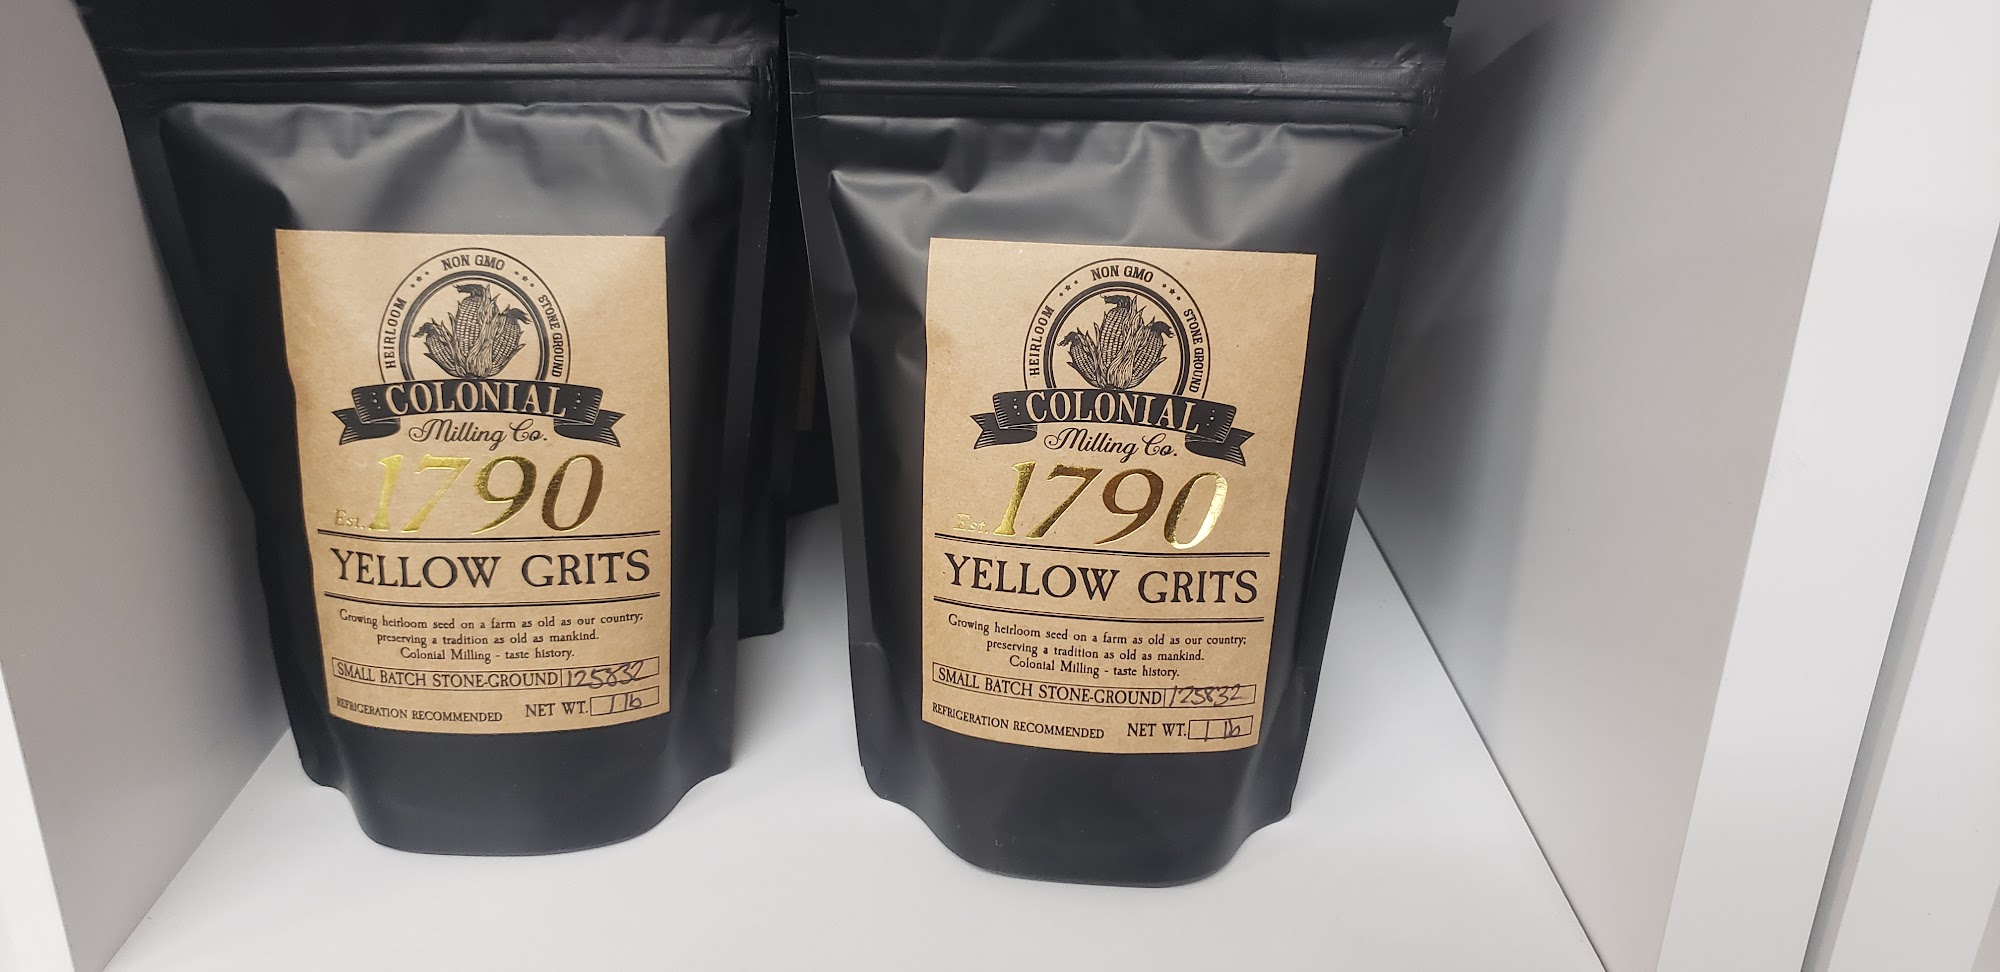 HEIRLOOM NON GMO STONE GROUND
COLONIAL
Milling Co.
Est. 1790
YELLOW GRITS
Growing heirloom seed on a farm as old as our country;
preserving a tradition as old as mankind.
Colonial Milling - taste history.
SMALL BATCH STONE-GROUND 125832
REFRIGERATION RECOMMENDED NET WT. 1 lb
HEIRLOOM NON GMO STONE GROUND
COLONIAL
Milling Co.
Est. 1790
YELLOW GRITS
Growing heirloom seed on a farm as old as our country;
preserving a tradition as old as mankind.
Colonial Milling - taste history.
SMALL BATCH STONE-GROUND 125832
REFRIGERATION RECOMMENDED NET WT. 1 lb